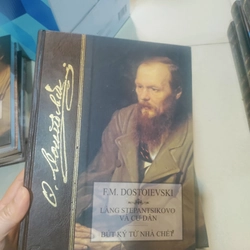 F.M. DOSTOIEVSKI
LÀNG STEPANTSIKOVO
VÀ CƯ DÂN
BÚT KÝ TỪ NHÀ CHẾT